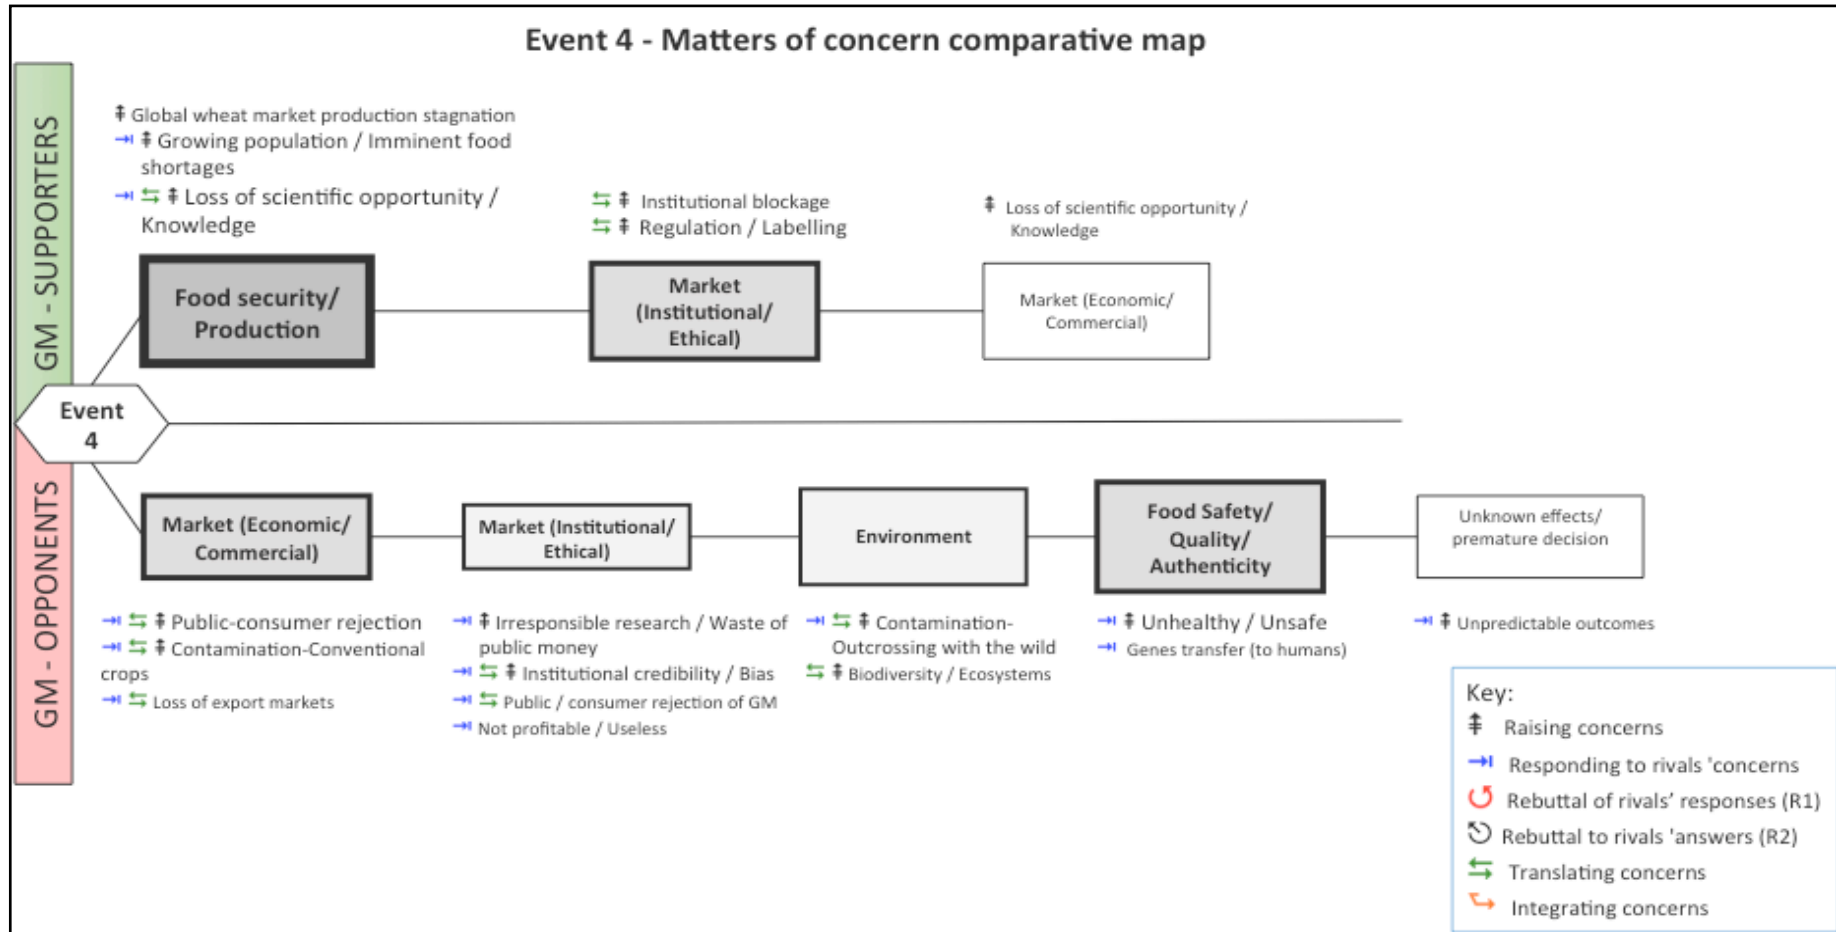 Event 4 - Matters of concern comparative map
GM - SUPPORTERS
Global wheat market production stagnation
Growing population / Imminent food
shortages
Loss of scientific opportunity /
Knowledge
Institutional blockage
Regulation / Labelling
Loss of scientific opportunity /
Knowledge
Food security/
Production
Market
(Institutional/
Ethical)
Market (Economic/
Commercial)
Event
4
GM - OPPONENTS
Market (Economic/
Commercial)
Market (Institutional/
Ethical)
Environment
Food Safety/
Quality/
Authenticity
Unknown effects/
premature decision
Public-consumer rejection
Contamination-Conventional
crops
Loss of export markets
Irresponsible research / Waste of
public money
Institutional credibility / Bias
Public / consumer rejection of GM
Not profitable / Useless
Contamination-
Outcrossing with the wild
Biodiversity / Ecosystems
Unhealthy / Unsafe
Genes transfer (to humans)
Unpredictable outcomes
Key:
Raising concerns
Responding to rivals 'concerns
Rebuttal of rivals' responses (R1)
Rebuttal to rivals 'answers (R2)
Translating concerns
Integrating concerns